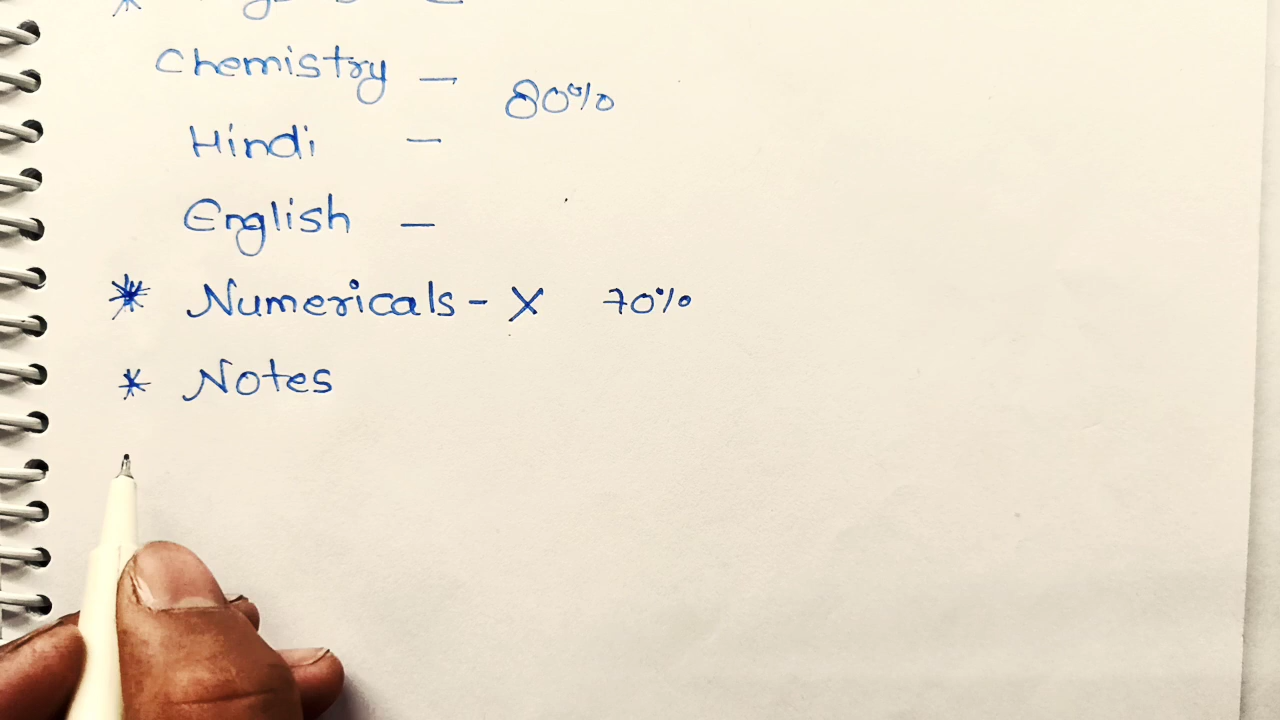 Chemistry -
80%
Hindi -
English -
* Numericals - X 70%
* Notes